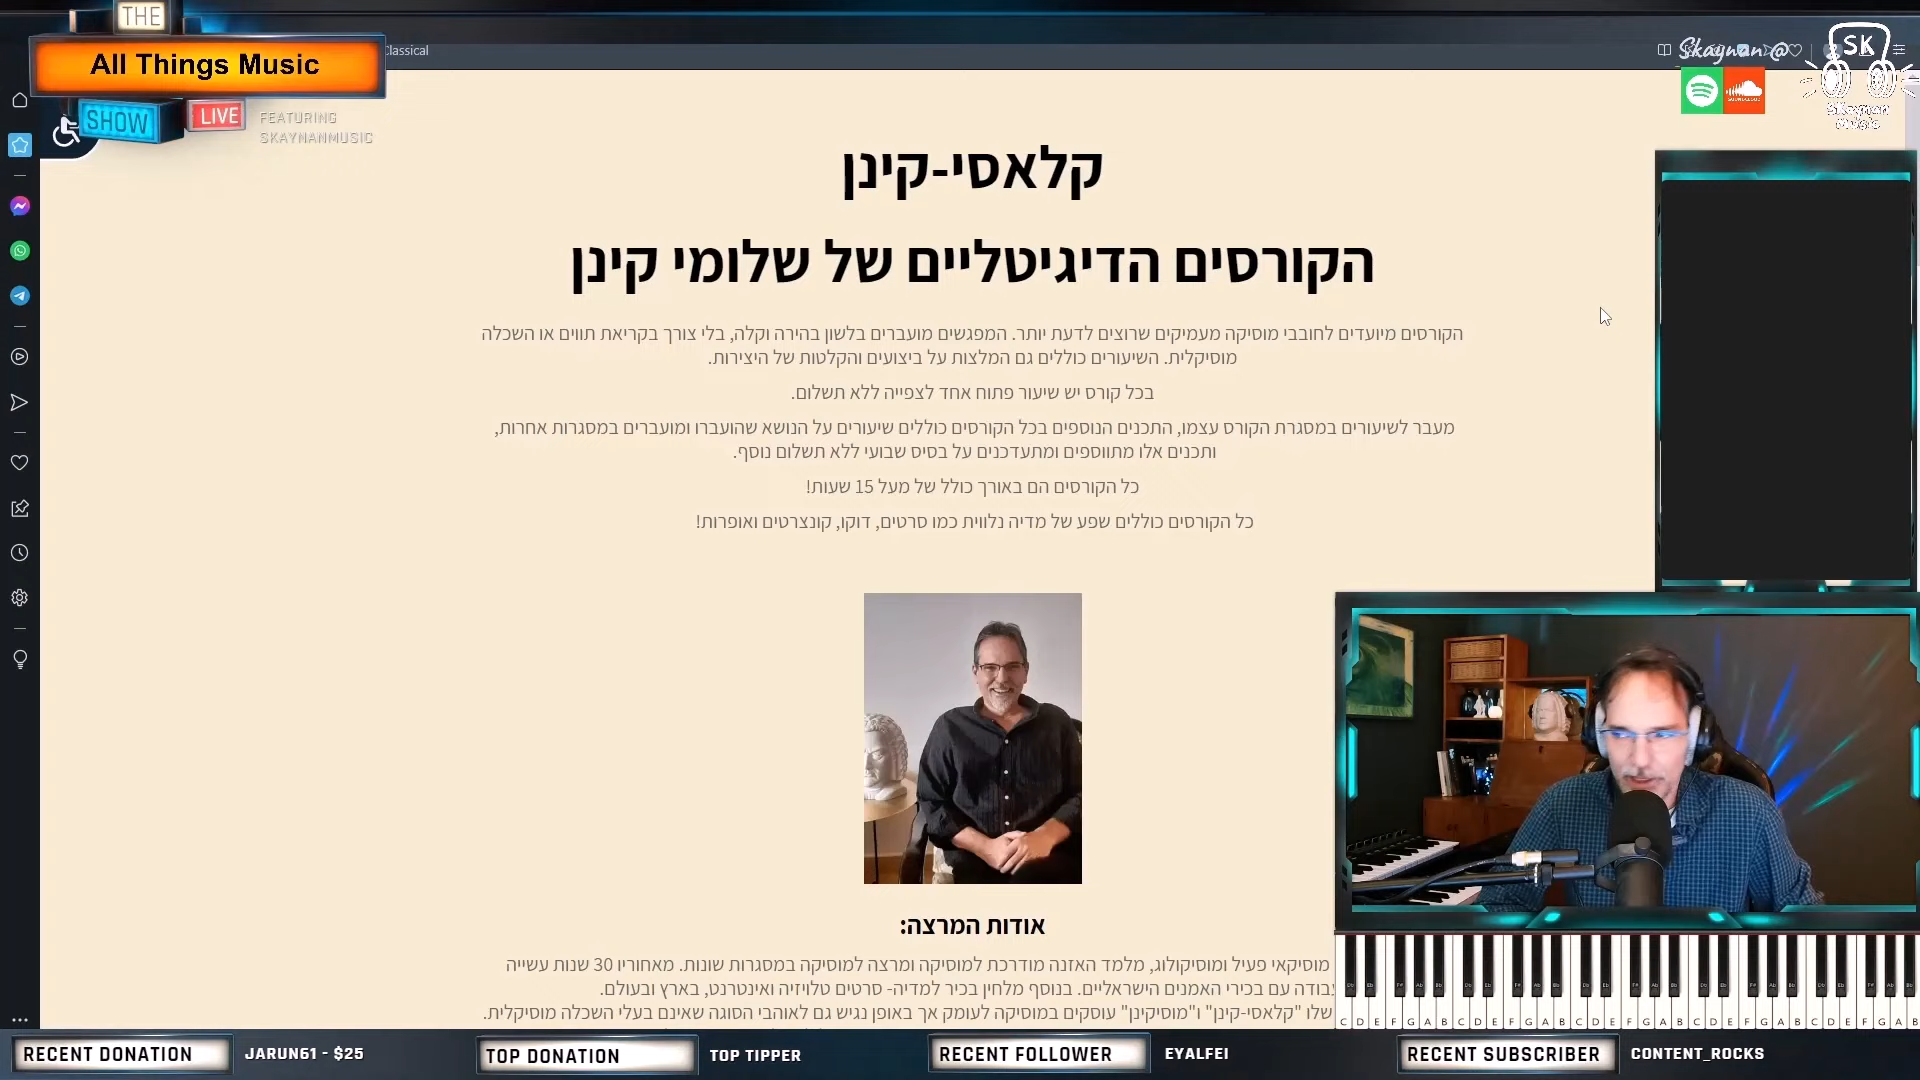 THE
All Things Music
SHOW
LIVE
FEATURING
SKAYNANMUSIC
Classical
Skaynan @
SK
Skaynan
Music
SOUNDCLOUD
קלאסי-קינן
הקורסים הדיגיטליים של שלומי קינן
הקורסים מיועדים לחובבי מוסיקה מעמיקים שרוצים לדעת יותר. המפגשים מועברים בלשון בהירה וקלה, בלי צורך בקריאת תווים או השכלה
מוסיקלית. השיעורים כוללים גם המלצות על ביצועים והקלטות של היצירות.
בכל קורס יש שיעור פתוח אחד לצפייה ללא תשלום.
מעבר לשיעורים במסגרת הקורס עצמו, התכנים הנוספים בכל הקורסים כוללים שיעורים על הנושא שהועברו ומועברים במסגרות אחרות,
ותכנים אלו מתווספים ומתעדכנים על בסיס שבועי ללא תשלום נוסף.
כל הקורסים הם באורך כולל של מעל 15 שעות!
כל הקורסים כוללים שפע של מדיה נלווית כמו סרטים, דוקו, קונצרטים ואופרות!
אודות המרצה:
מוסיקאי פעיל ומוסיקולוג, מלמד האזנה מודרכת למוסיקה ומרצה למוסיקה במסגרות שונות. מאחוריו 30 שנות עשייה
עבודה עם בכירי האמנים הישראליים. בנוסף מלחין בכיר למדיה- סרטים טלויזיה ואינטרנט, בארץ ובעולם.
שלו "קלאסי-קינן" ו"מוסיקינן" עוסקים במוסיקה לעומק אך באופן נגיש גם לאוהבי הסוגה שאינם בעלי השכלה מוסיקלית.
RECENT DONATION
JARUN61 - $25
TOP DONATION
TOP TIPPER
RECENT FOLLOWER
EYALFEI
RECENT SUBSCRIBER
CONTENT_ROCKS